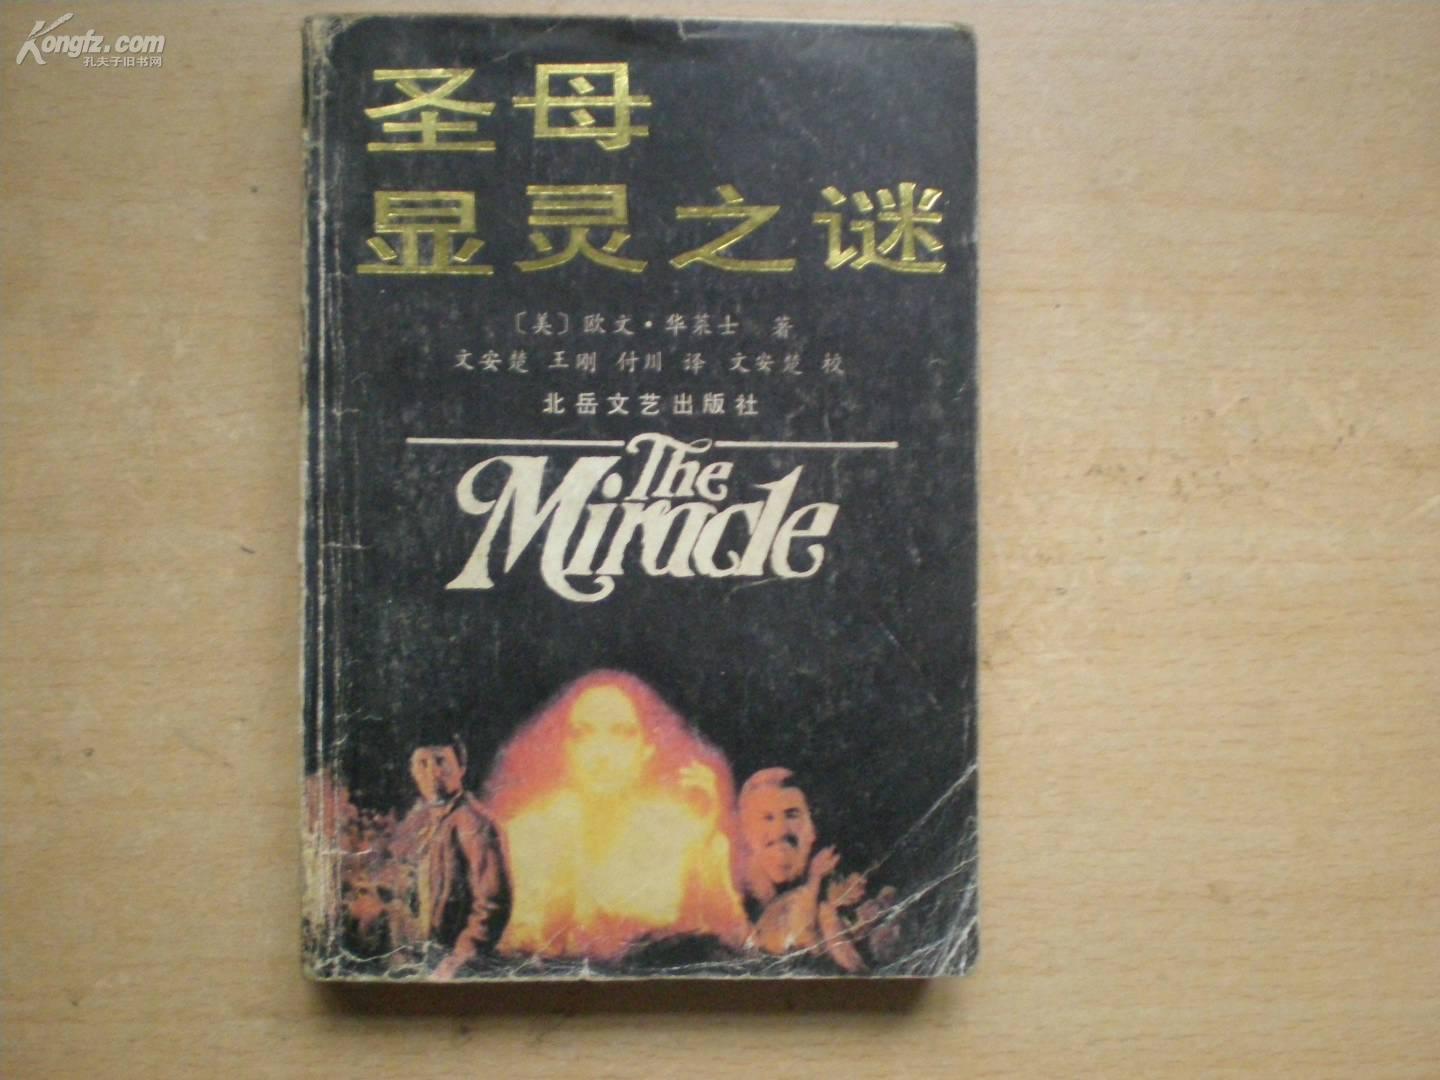 Kongfz.com
孔夫子旧书网
圣母
显灵之谜
〔美〕欧文·华莱士 著
文安楚 王刚 付川 译 文安楚 校
北岳文艺出版社
The
Miracle